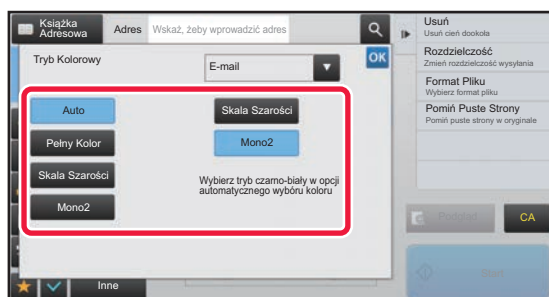 Książka
Adresowa
Adres
Wskaż, żeby wprowadzić adres
Usuń
Usuń cień dookoła
Rozdzielczość
Zmień rozdzielczość wysyłania
Format Pliku
Wybierz format pliku
Pomiń Puste Strony
Pomiń puste strony w oryginale
Tryb Kolorowy
E-mail
OK
Auto
Pełny Kolor
Skala Szarości
Mono2
Skala Szarości
Mono2
Wybierz tryb czarno-biały w opcji
automatycznego wyboru koloru
Podgląd
CA
Start
Inne